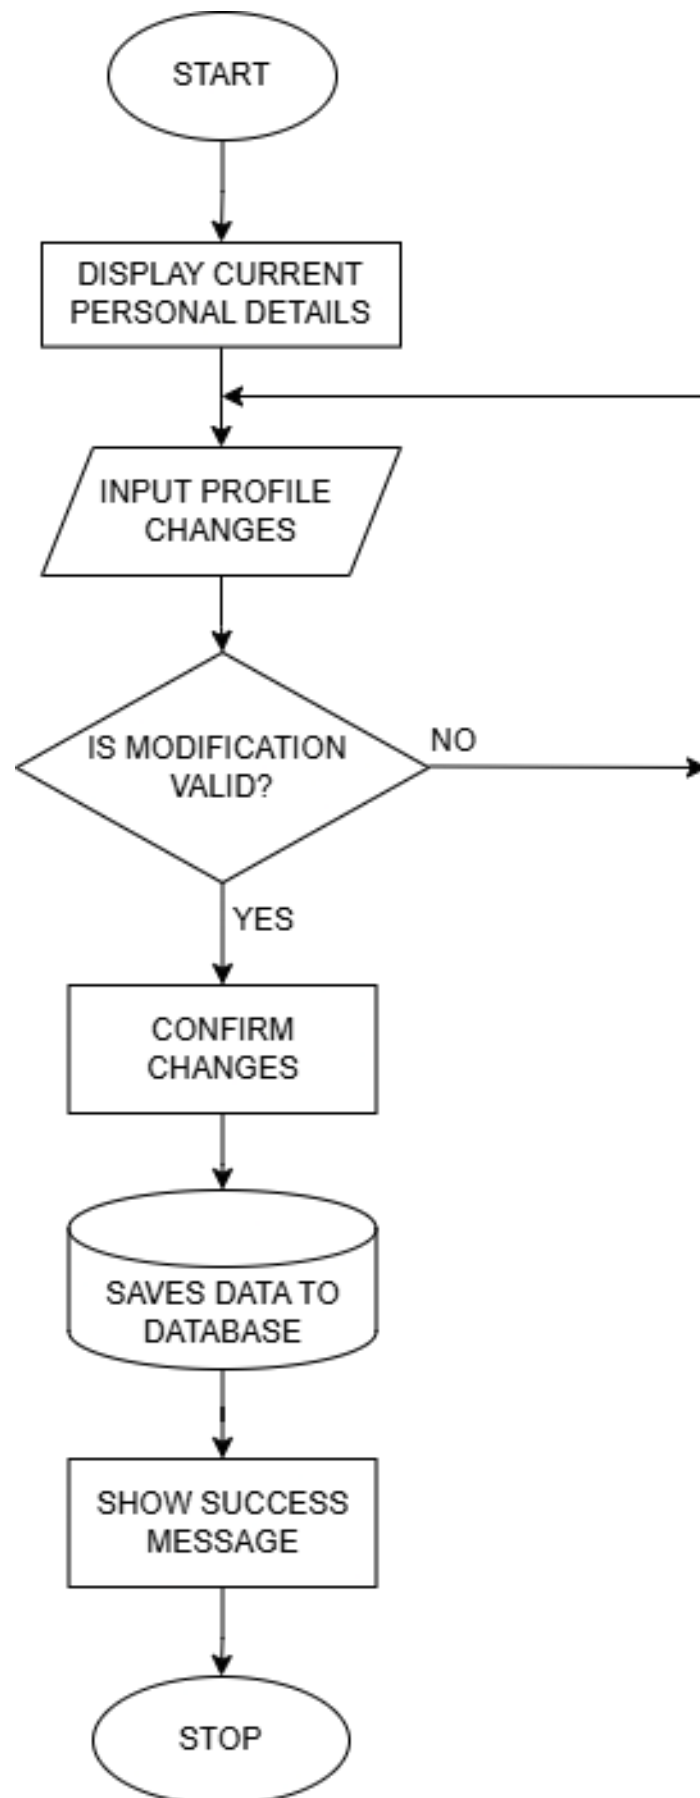 START
DISPLAY CURRENT
PERSONAL DETAILS
INPUT PROFILE
CHANGES
IS MODIFICATION
VALID?
NO
YES
CONFIRM
CHANGES
SAVES DATA TO
DATABASE
SHOW SUCCESS
MESSAGE
STOP